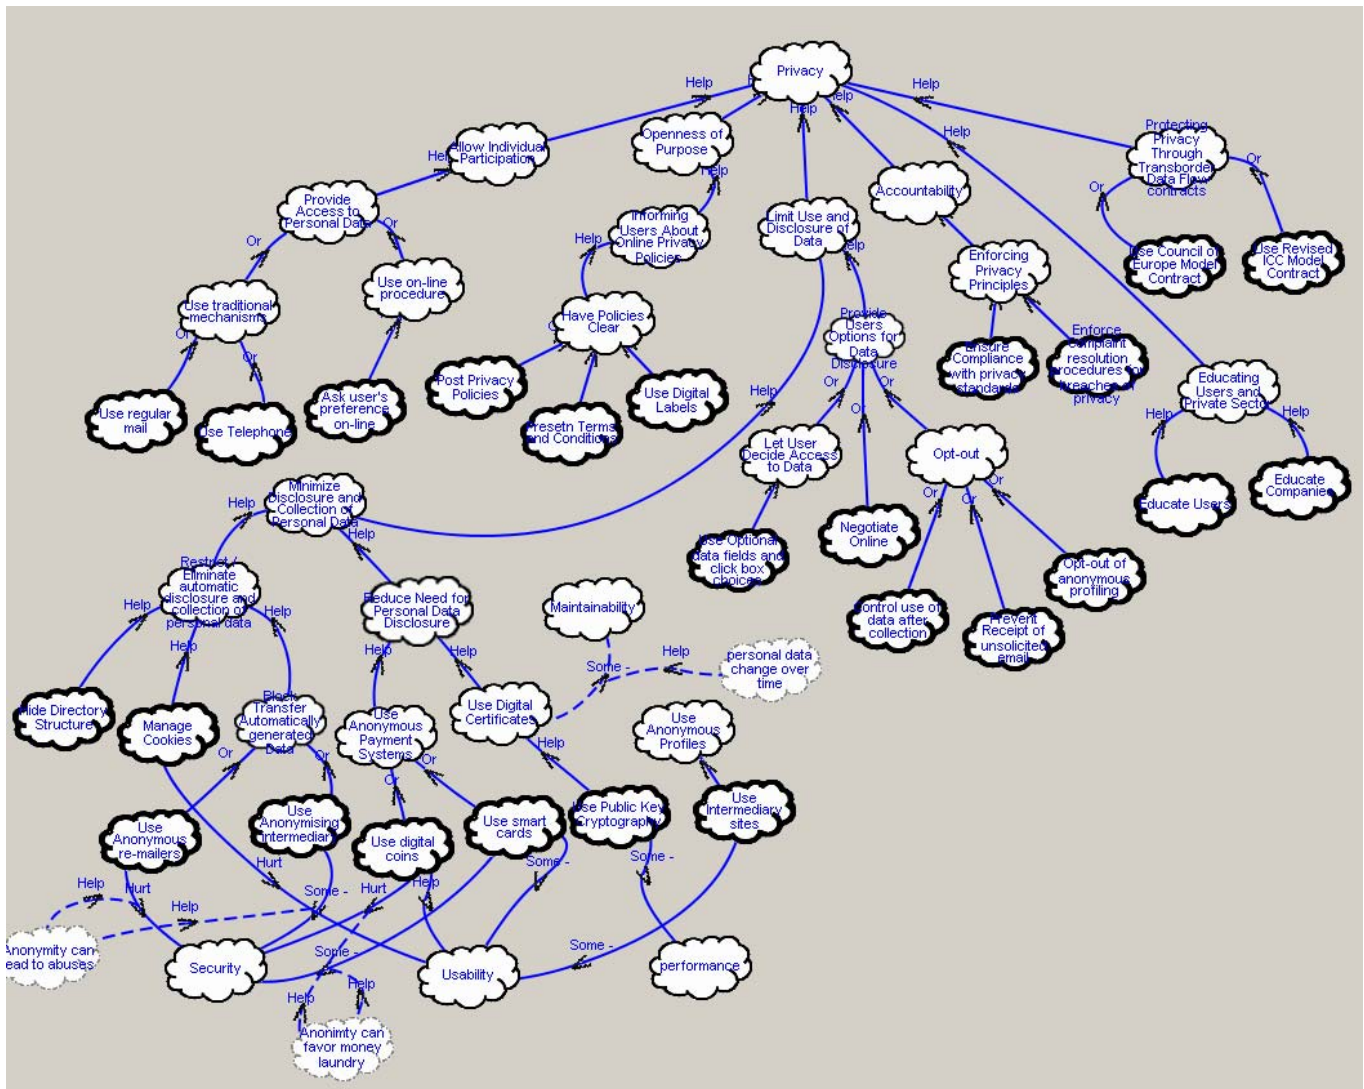 Privacy
Help
Help
Help
Help
Help
Allow Individual
Participation
Openness of
Purpose
Help
Protecting
Privacy
Through
Transborder
Data Flow
contracts
Or
Or
Help
Accountability
Provide
Access to
Personal Data
Or
Or
Informing
Users About
Online Privacy
Policies
Help
Limit Use and
Disclosure of
Data
Help
Enforcing
Privacy
Principles
Use Council of
Europe Model
Contract
Use Revised
ICC Model
Contract
Use traditional
mechanisms
Use on-line
procedure
Have Policies
Clear
Provide
Users
Options for
Data
Disclosure
Or
Or
Post Privacy
Policies
Presetn Terms
and Conditions
Use Digital
Labels
Ensure
Compliance
with privacy
standards
Enforce
complaint
resolution
procedures for
breaches of
privacy
Educating
Users and
Private Sector
Help
Help
Use regular
mail
Use Telephone
Ask user's
preference
on-line
Help
Or
Or
Or
Let User
Decide Access
to Data
Opt-out
Educate Users
Educate
Companies
Minimize
Disclosure and
Collection of
Personal Data
Help
Help
Or
Or
Or
Use Optional
data fields and
click box
choices
Negotiate
Online
Control use of
data after
collection
Prevent
Receipt of
unsolicited
email
Opt-out of
anonymous
profiling
Restrict /
Eliminate
automatic
disclosure and
collection of
personal data
Help
Help
Help
Reduce Need for
Personal Data
Disclosure
Help
Help
Maintainability
Some -
Help
personal data
change over
time
Hide Directory
Structure
Manage
Cookies
Block
Transfer
Automatically
generated
Data
Use
Anonymous
Payment
Systems
Use Digital
Certificates
Use
Anonymous
Profiles
Or
Or
Or
Or
Help
Use
Anonymous
re-mailers
Use
Anonymising
intermediary
Use digital
coins
Use smart
cards
Use Public Key
Cryptography
Use
Intermediary
sites
Help
Hurt
Help
Hurt
Some -
Hurt
Help
Some -
Some -
Anonymity can
lead to abuses
Security
Some -
Usability
Some -
performance
Help
Help
Anonimty can
favor money
laundry